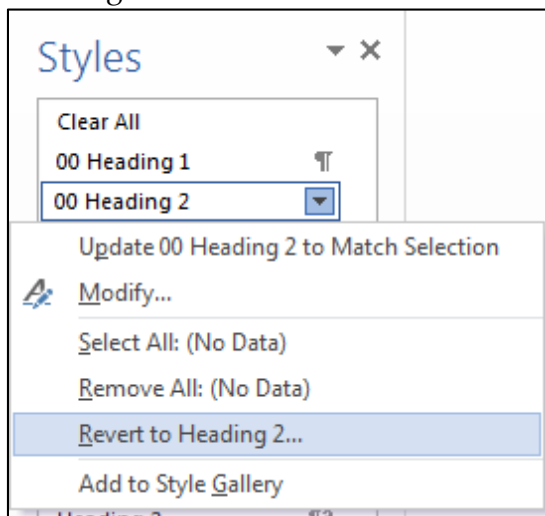 Styles
Clear All
00 Heading 1 ¶
00 Heading 2
Update 00 Heading 2 to Match Selection
Modify...
Select All: (No Data)
Remove All: (No Data)
Revert to Heading 2...
Add to Style Gallery